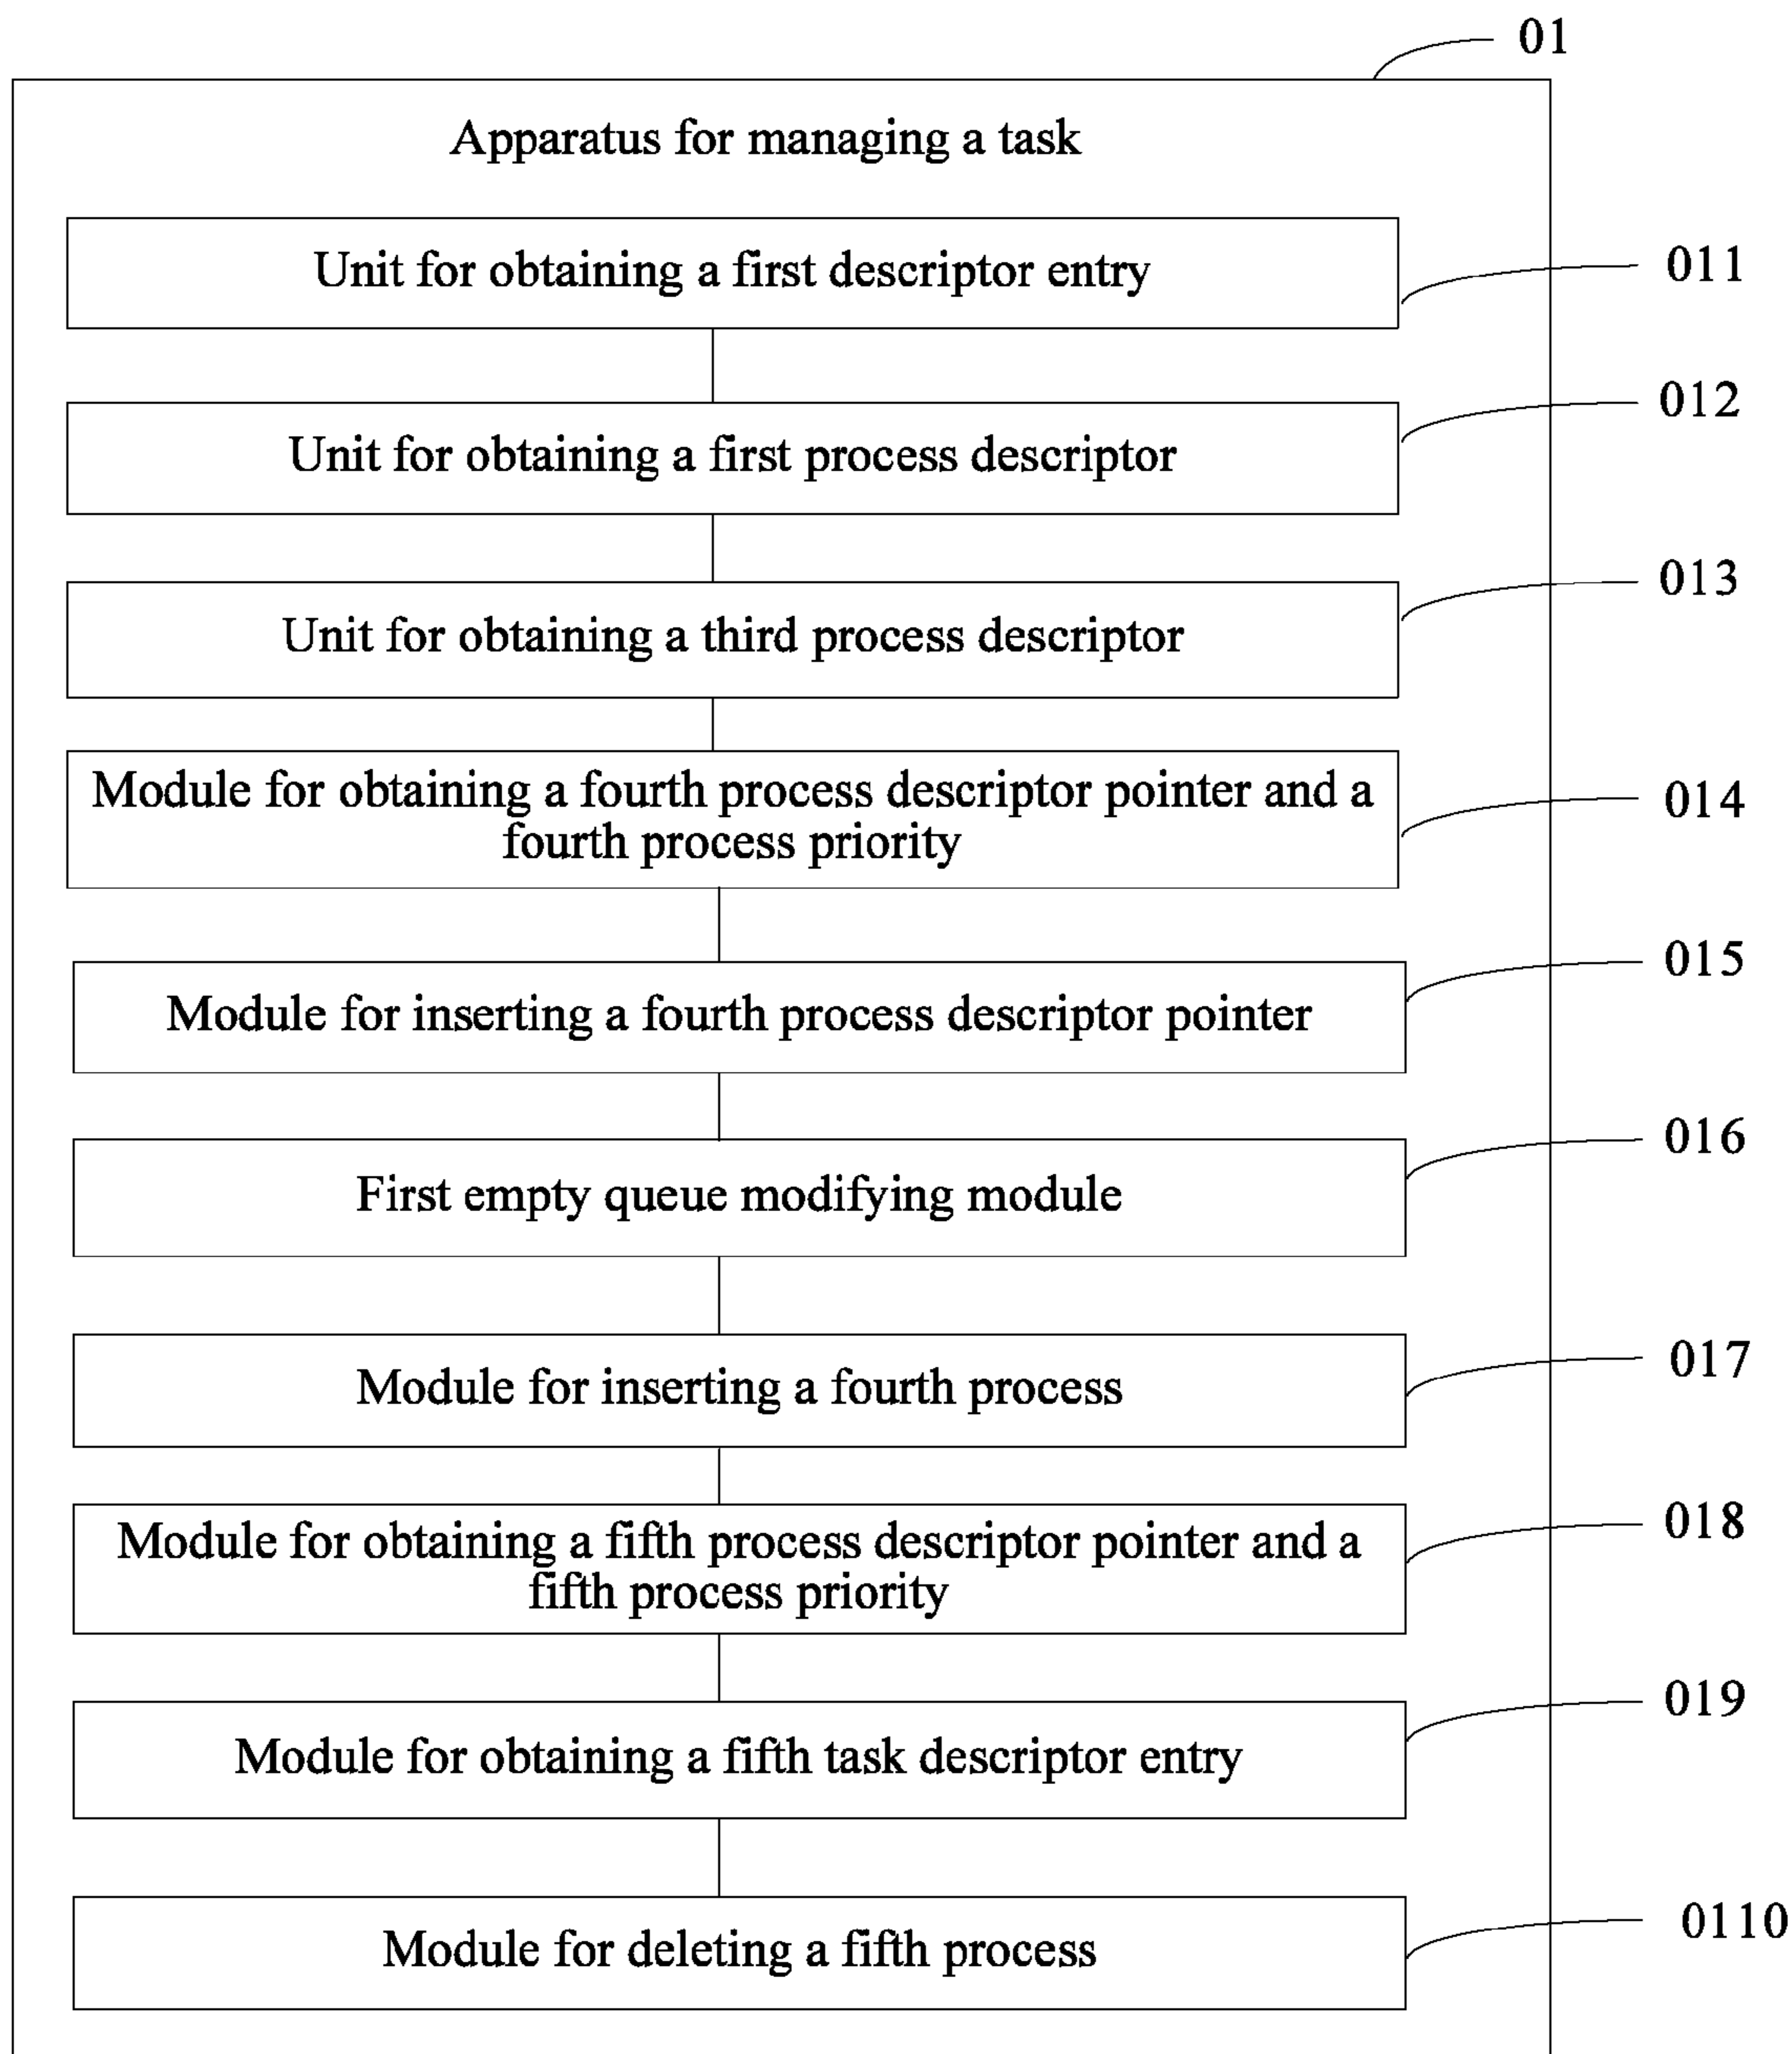 01
Apparatus for managing a task
Unit for obtaining a first descriptor entry
011
Unit for obtaining a first process descriptor
012
Unit for obtaining a third process descriptor
013
Module for obtaining a fourth process descriptor pointer and a
fourth process priority
014
Module for inserting a fourth process descriptor pointer
015
First empty queue modifying module
016
Module for inserting a fourth process
017
Module for obtaining a fifth process descriptor pointer and a
fifth process priority
018
Module for obtaining a fifth task descriptor entry
019
Module for deleting a fifth process
0110